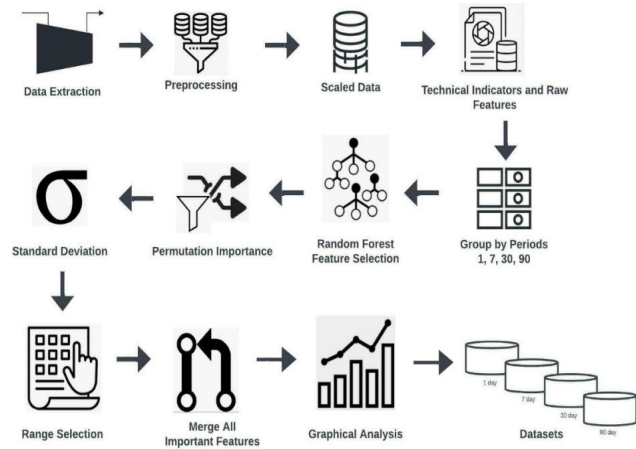 Data Extraction
Preprocessing
Scaled Data
Technical Indicators and Raw
Features
Group by Periods
1, 7, 30, 90
Random Forest
Feature Selection
Permutation Importance
σ
Standard Deviation
Range Selection
Merge All
Important Features
Graphical Analysis
1 day
7 day
30 day
90 day
Datasets